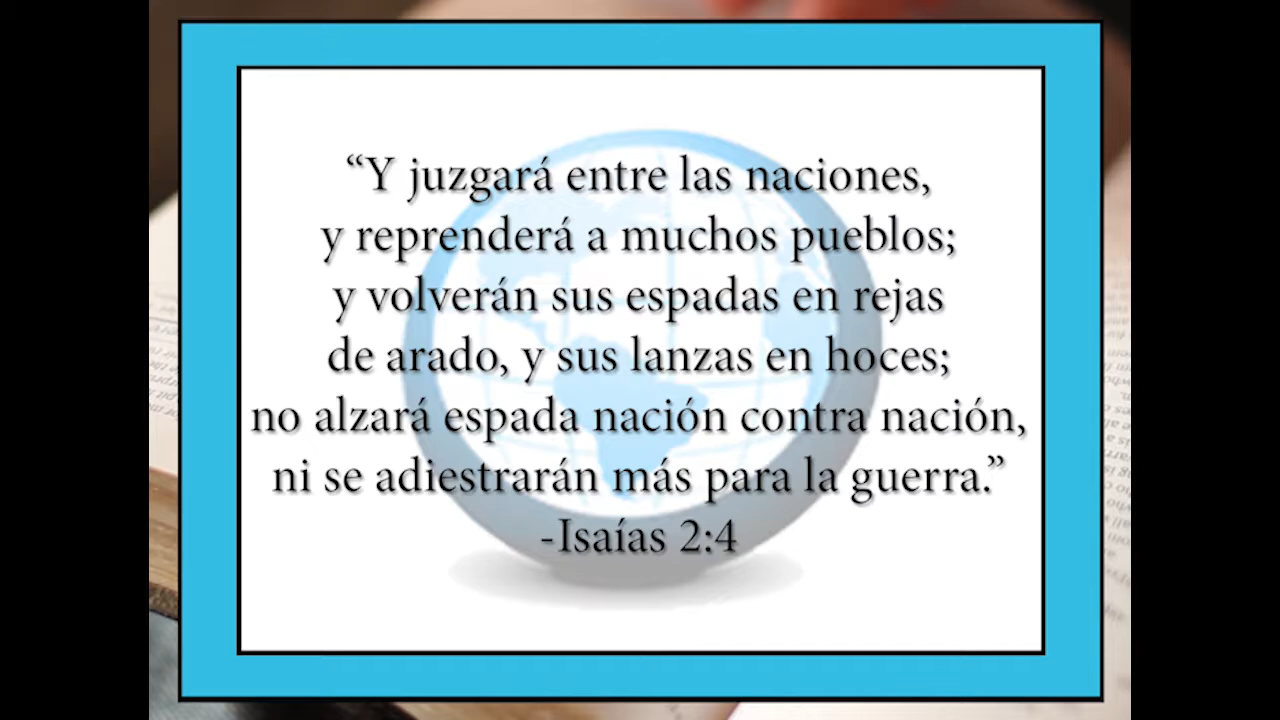 “Y juzgará entre las naciones,
y reprenderá a muchos pueblos;
y volverán sus espadas en rejas
de arado, y sus lanzas en hoces;
no alzará espada nación contra nación,
ni se adiestrarán más para la guerra.”
-Isaías 2:4